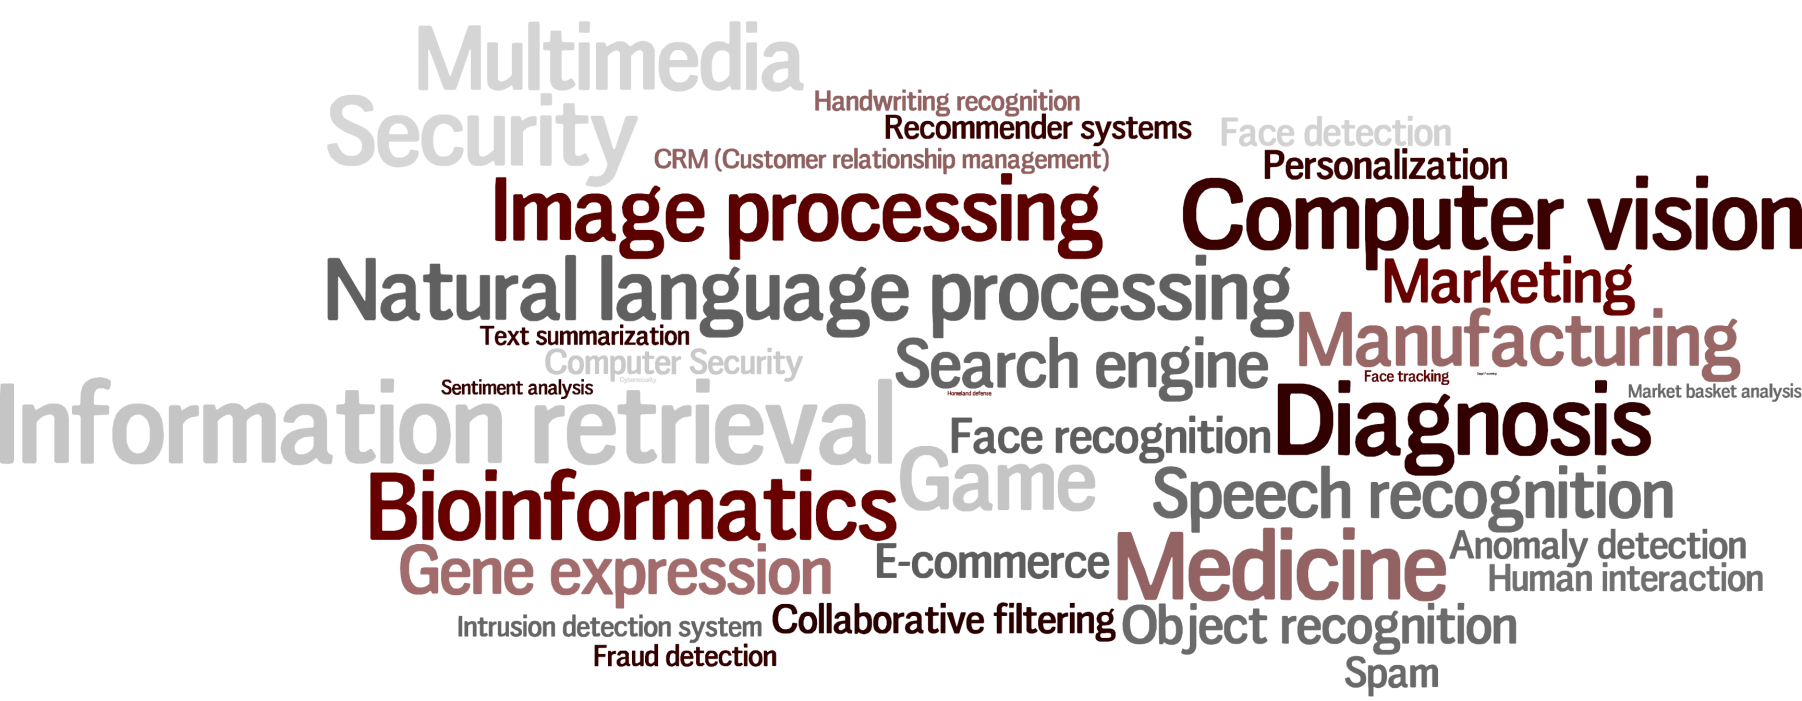 Multimedia
Security
Handwriting recognition
Recommender systems
Face detection
CRM (Customer relationship management)
Personalization
Image processing
Computer vision
Natural language processing
Marketing
Text summarization
Manufacturing
Computer Security
Search engine
Cybersecurity
Sentiment analysis
Face tracking
Homeland defense
Market basket analysis
Information retrieval
Diagnosis
Face recognition
Game
Speech recognition
Bioinformatics
Gene expression
E-commerce
Medicine
Anomaly detection
Human interaction
Intrusion detection system
Collaborative filtering
Object recognition
Fraud detection
Spam